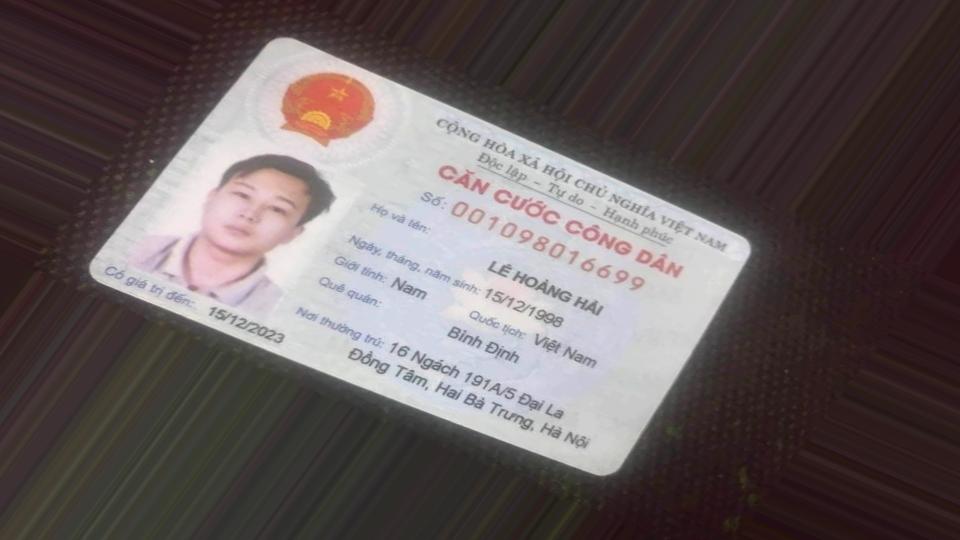 CỘNG HÒA XÃ HỘI CHỦ NGHĨA VIỆT NAM
Độc lập – Tự do – Hạnh phúc
CĂN CƯỚC CÔNG DÂN
Số: 001098016699
Họ và tên:
LÊ HOÀNG HẢI
Ngày, tháng, năm sinh: 15/12/1998
Giới tính: Nam Quốc tịch: Việt Nam
Quê quán: Bình Định
Nơi thường trú: 16 Ngách 191A/5 Đại La
Đồng Tâm, Hai Bà Trưng, Hà Nội
Có giá trị đến: 15/12/2023